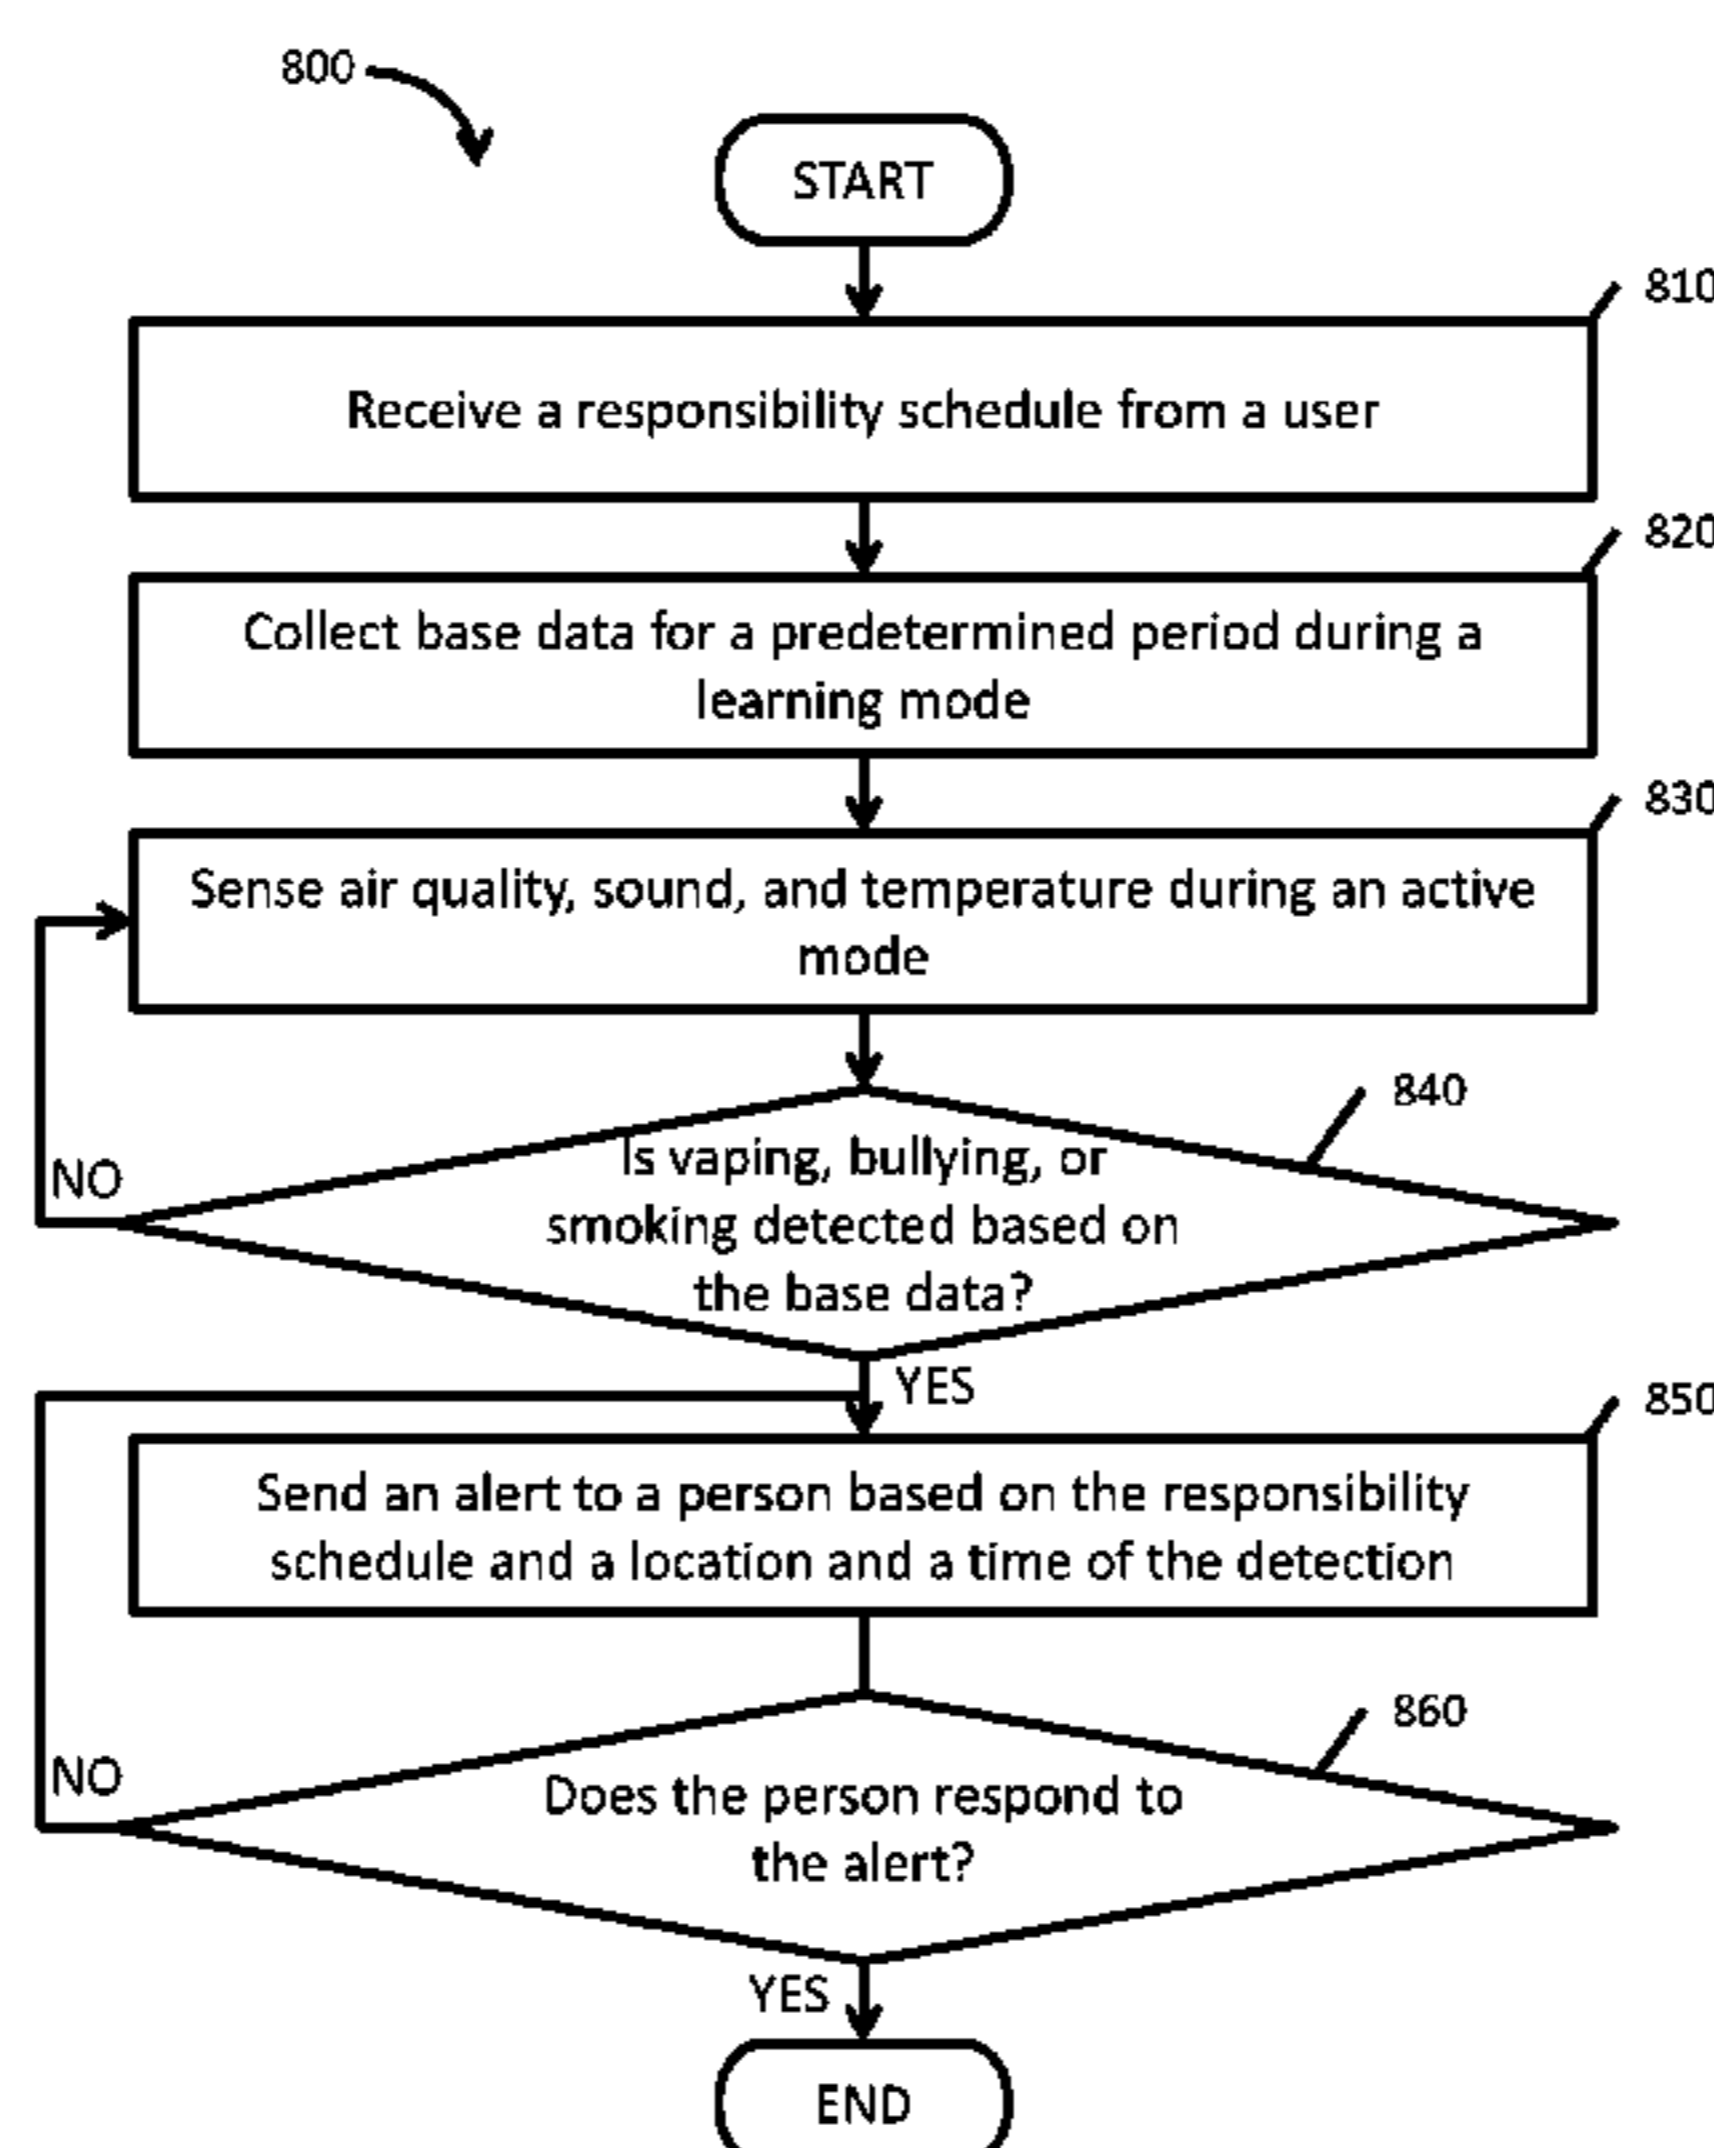 800
START
810
Receive a responsibility schedule from a user
820
Collect base data for a predetermined period during a
learning mode
830
Sense air quality, sound, and temperature during an active
mode
840
Is vaping, bullying, or
smoking detected based on
the base data?
NO
YES
850
Send an alert to a person based on the responsibility
schedule and a location and a time of the detection
860
Does the person respond to
the alert?
NO
YES
END